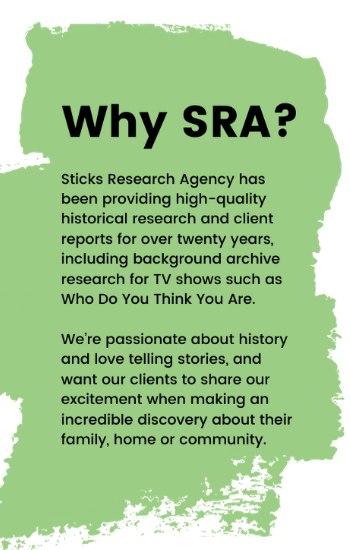 Why SRA?
Sticks Research Agency has
been providing high-quality
historical research and client
reports for over twenty years,
including background archive
research for TV shows such as
Who Do You Think You Are.
We're passionate about history
and love telling stories, and
want our clients to share our
excitement when making an
incredible discovery about their
family, home or community.